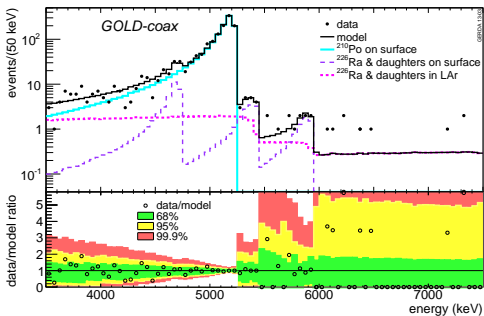 GOLD-coax
data
model
²¹⁰Po on surface
²²⁶Ra & daughters on surface
²²⁶Ra & daughters in LAr
events/(50 keV)
10²
10
1
10⁻¹
data/model ratio
5
4
3
2
1
0
data/model
68%
95%
99.9%
4000 5000 6000 7000
energy (keV)